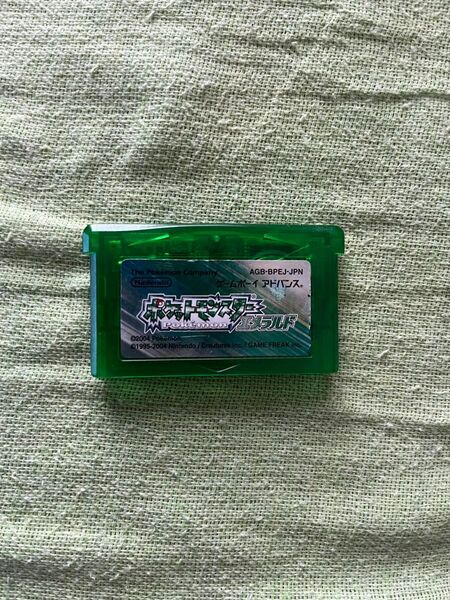 The Pokémon Company AGB-BPEJ-JPN
Nintendo ゲームボーイ アドバンス®
ポケットモンスター
POKÉMON エメラルド
©2004 Pokémon.
©1995-2004 Nintendo / Creatures inc. / GAME FREAK inc.